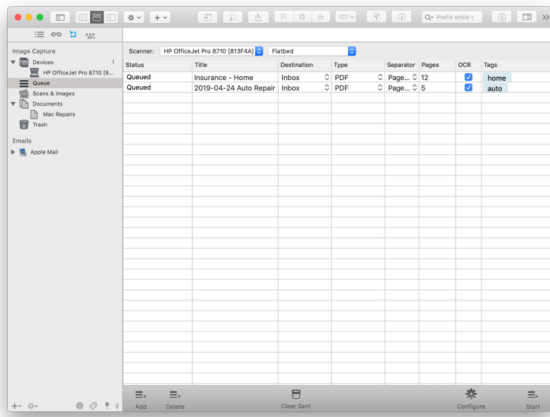 Q~ Prefix while t
Image Capture
Devices 1
HP OfficeJet Pro 8710 [8...
Queue
Scans & Images
Documents
Mac Repairs
Trash
Emails
Apple Mail
Scanner: HP OfficeJet Pro 8710 [813F4A] Flatbed
Status Title Destination Type Separator Pages OCR Tags
Queued Insurance - Home Inbox PDF Page... 12 home
Queued 2019-04-24 Auto Repair Inbox PDF Page... 5 auto
Add Delete Clear Sent Configure Start